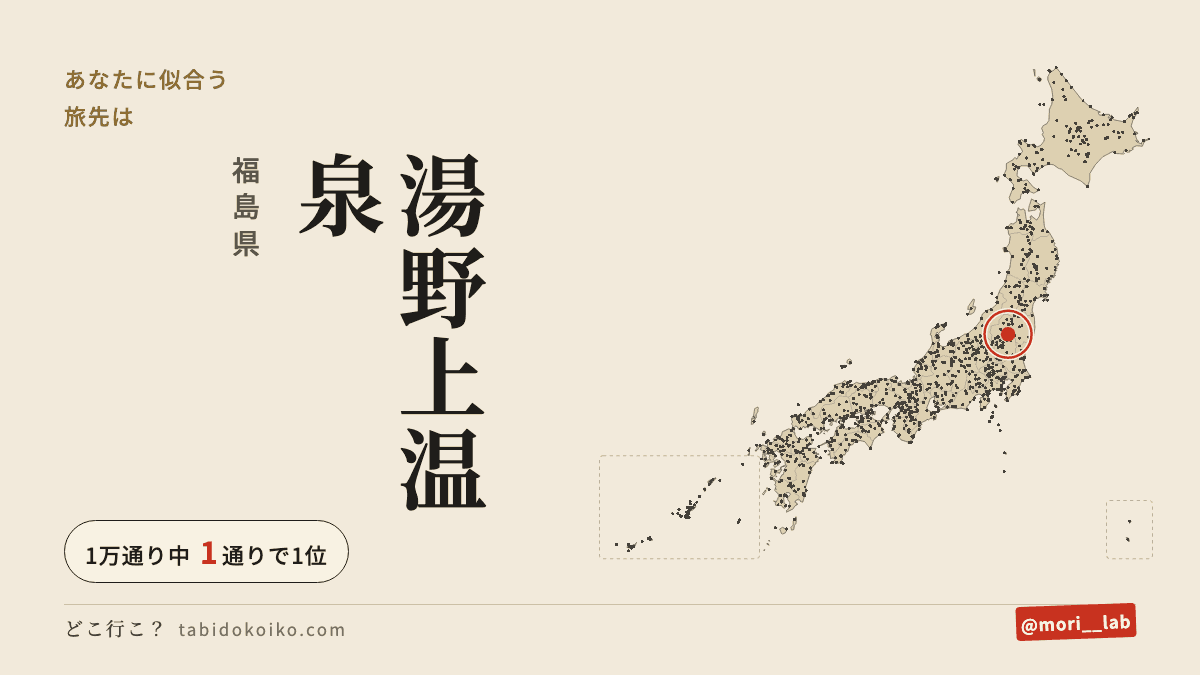 あなたに似合う
旅先は
湯野上温
泉
福島県
1万通り中 1通りで1位
どこ行こ？ tabidokoiko.com
@mori__lab